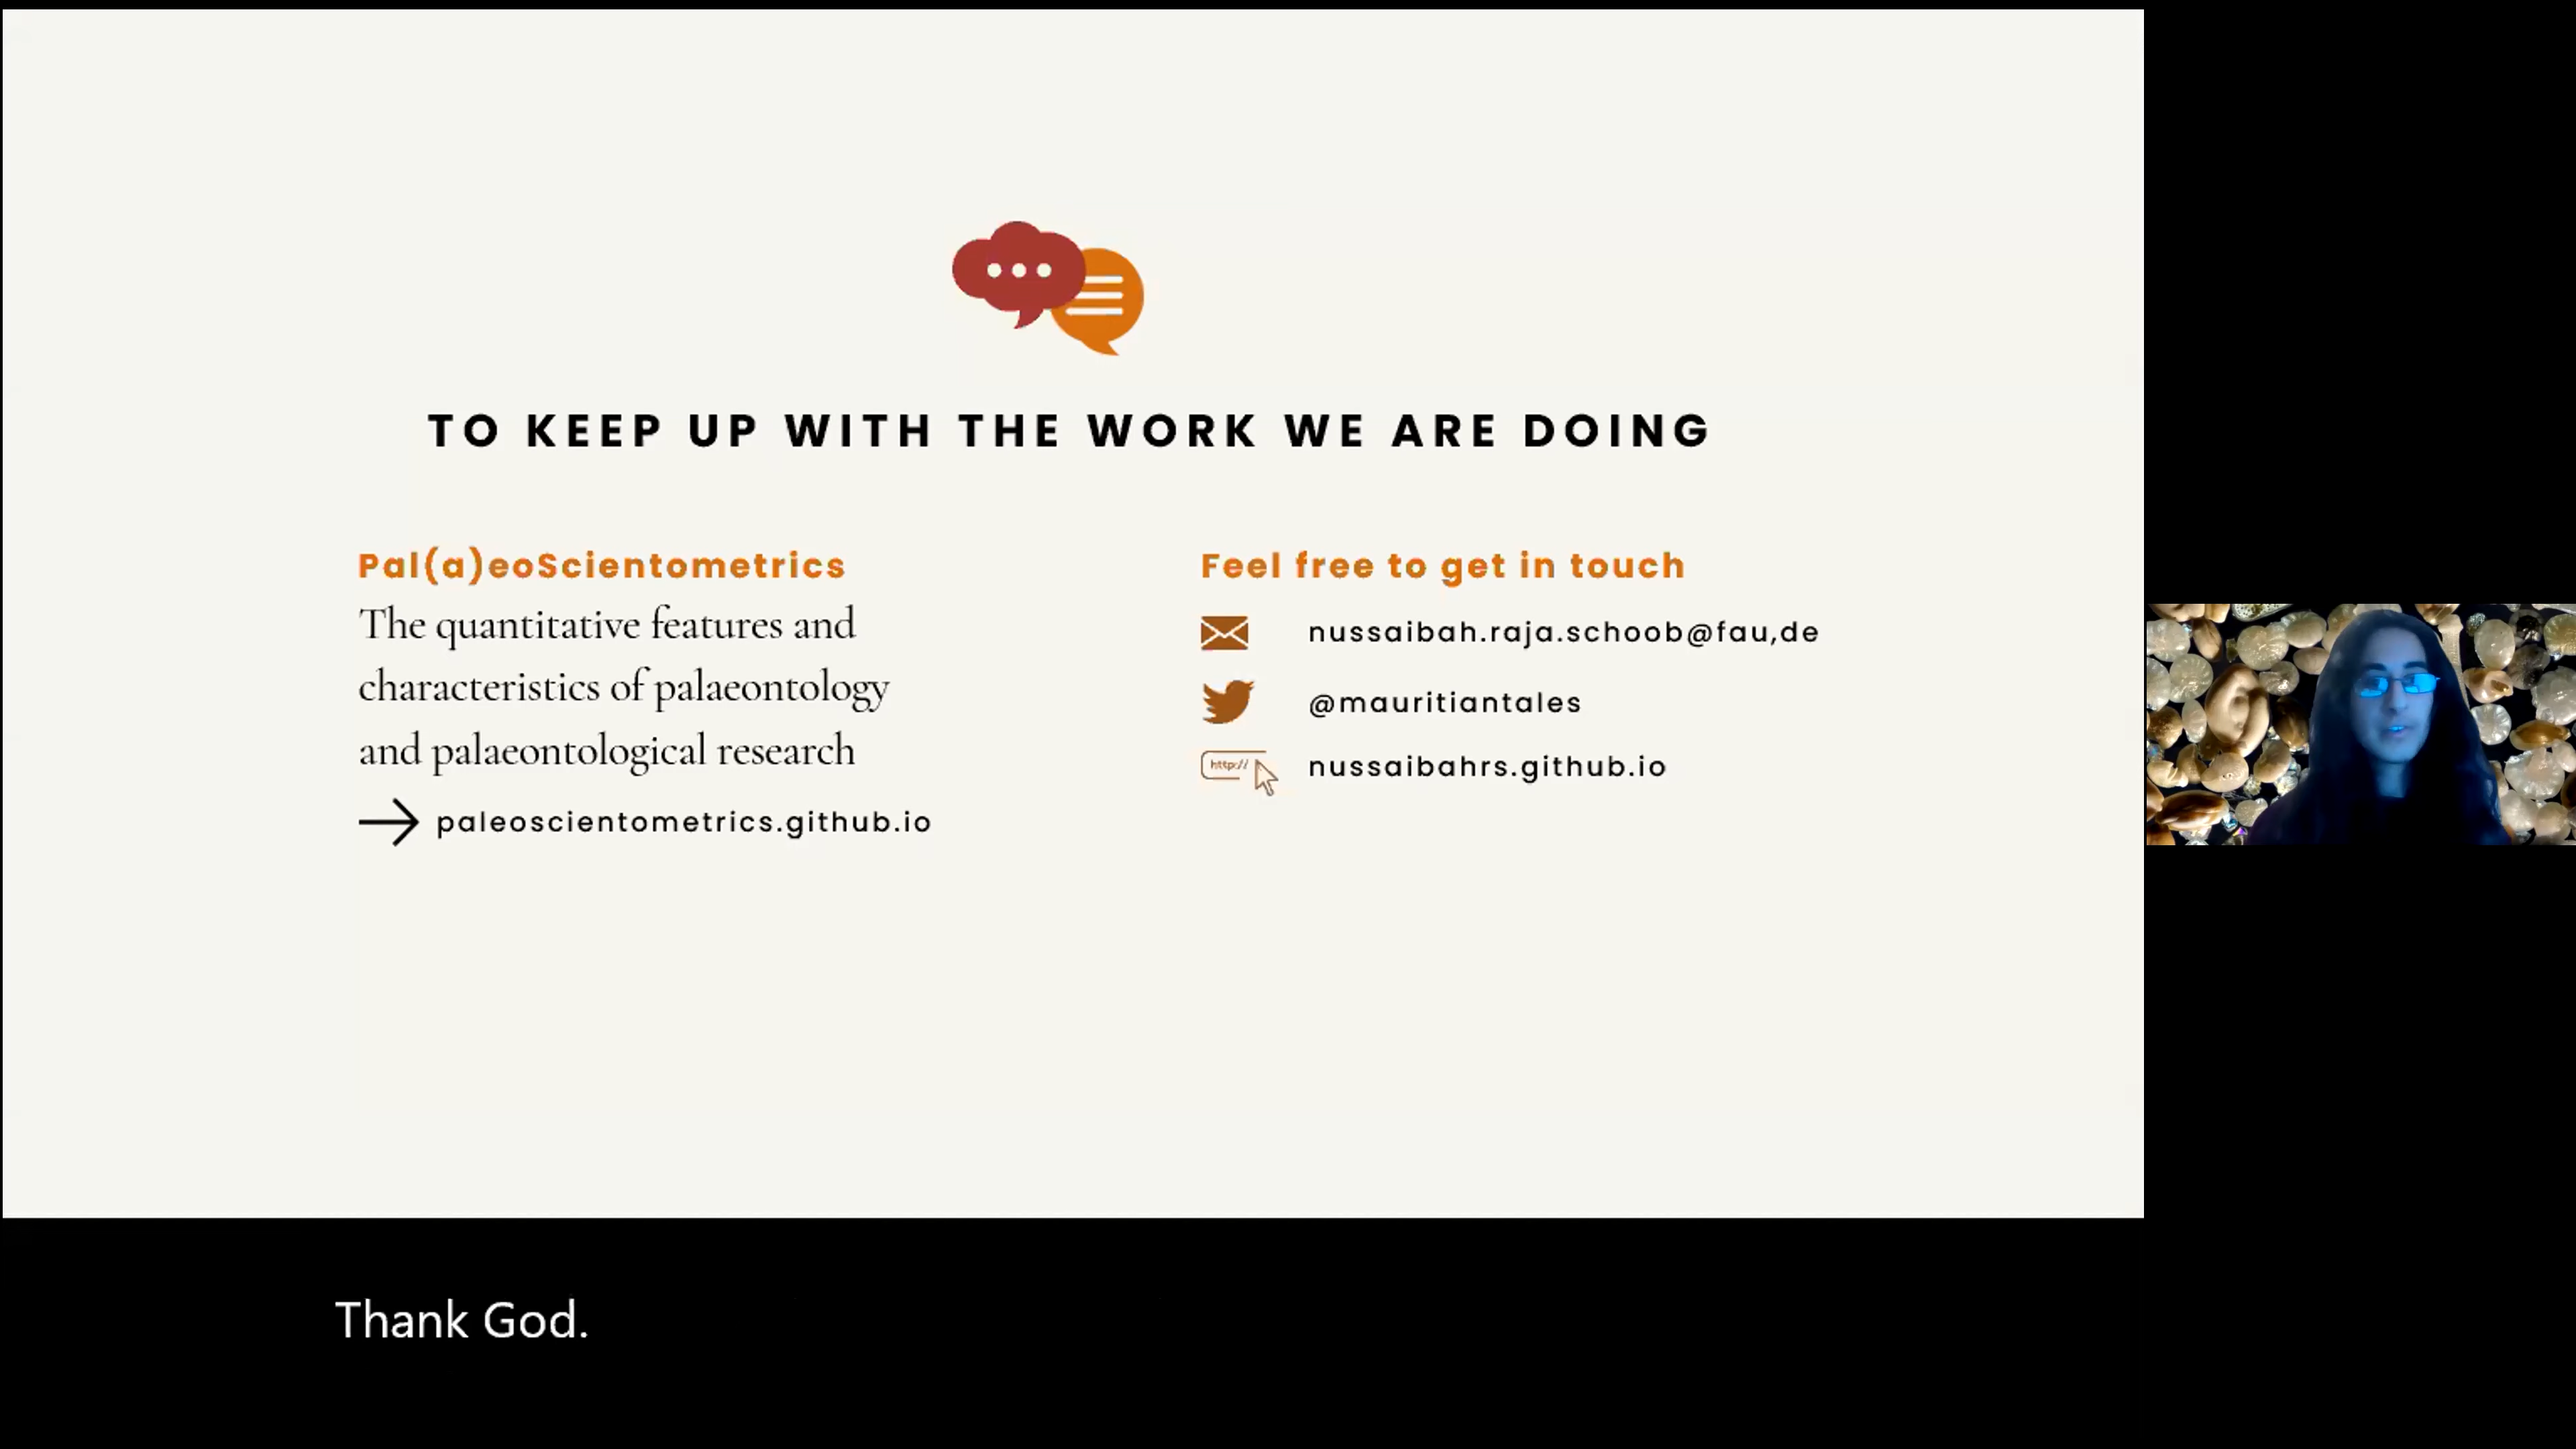 TO KEEP UP WITH THE WORK WE ARE DOING
Pal(a)eoScientometrics
The quantitative features and
characteristics of palaeontology
and palaeontological research
paleoscientometrics.github.io
Feel free to get in touch
nussaibah.raja.schoob@fau,de
@mauritiantales
http://
nussaibahrs.github.io
Thank God.